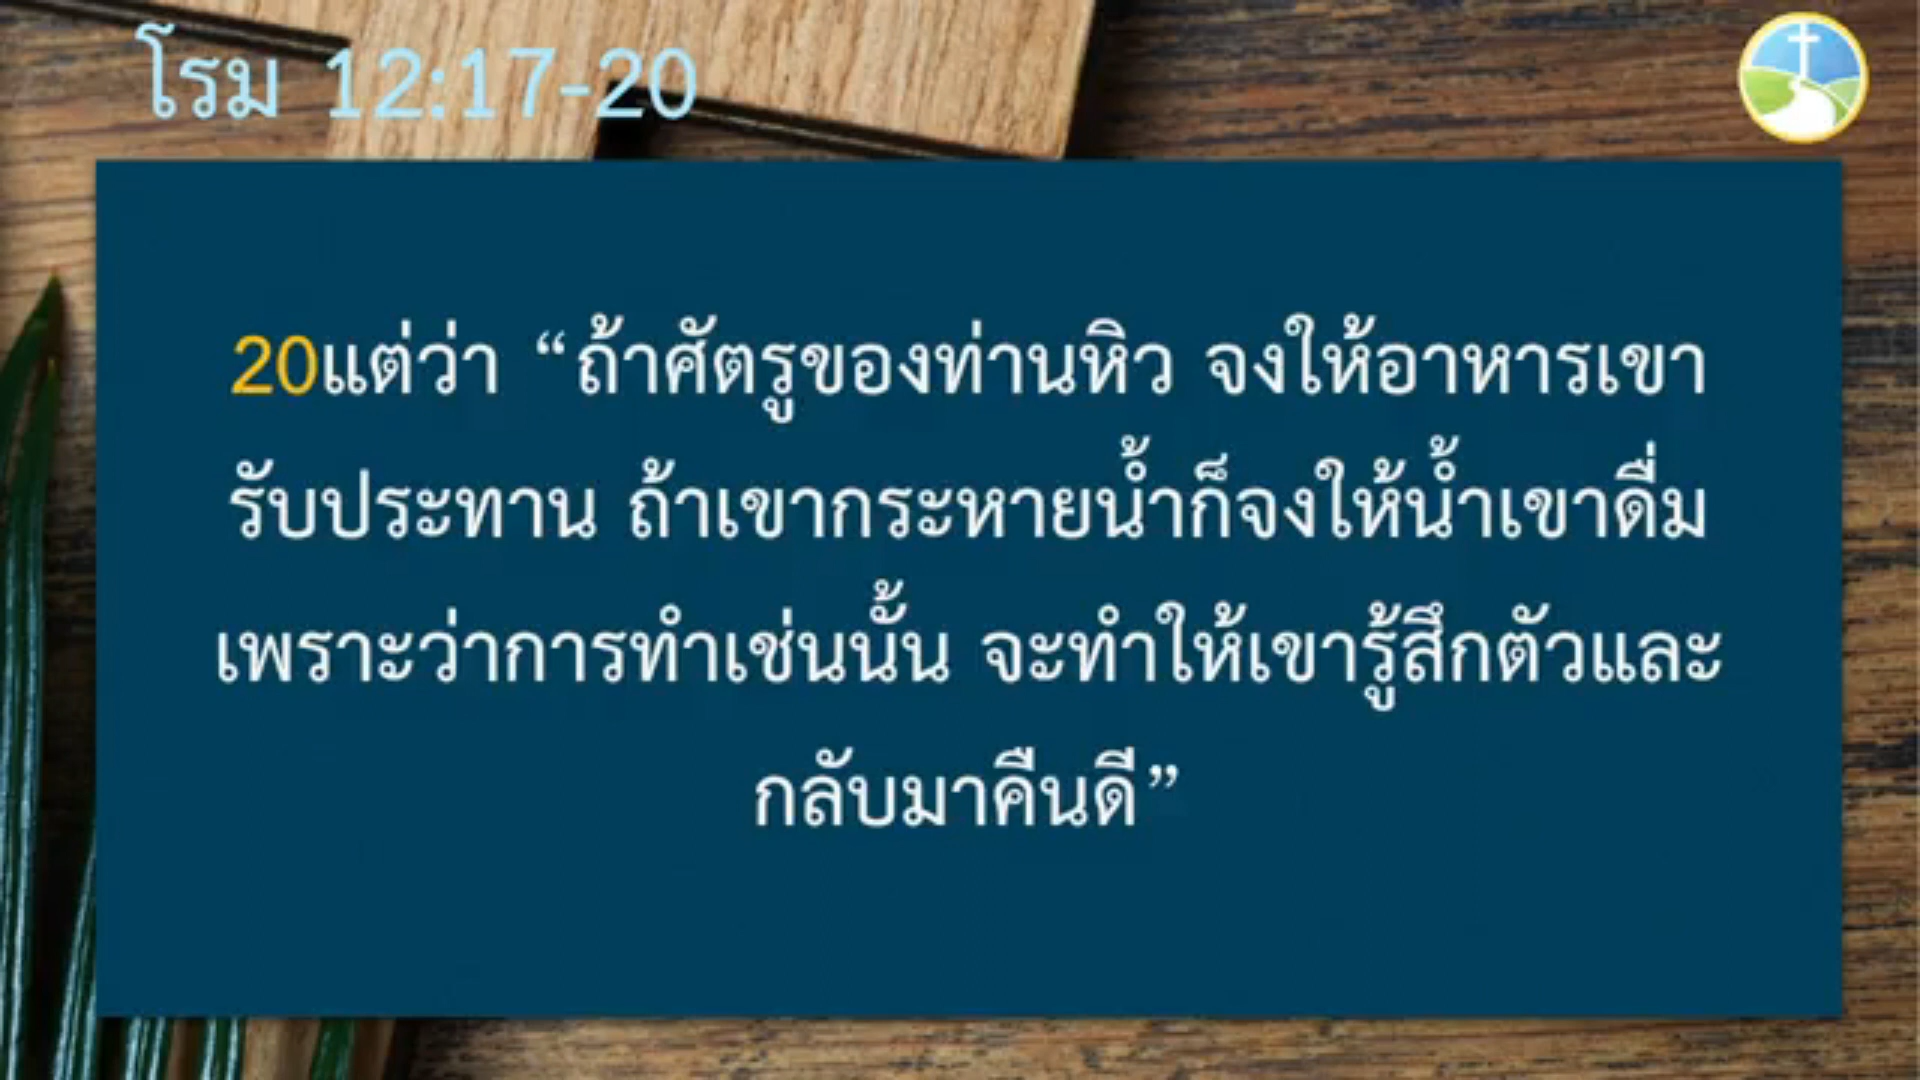 โรม 12:17-20
20แต่ว่า “ถ้าศัตรูของท่านหิว จงให้อาหารเขา
รับประทาน ถ้าเขากระหายน้ำก็จงให้น้ำเขาดื่ม
เพราะว่าการทำเช่นนั้น จะทำให้เขารู้สึกตัวและ
กลับมาคืนดี”